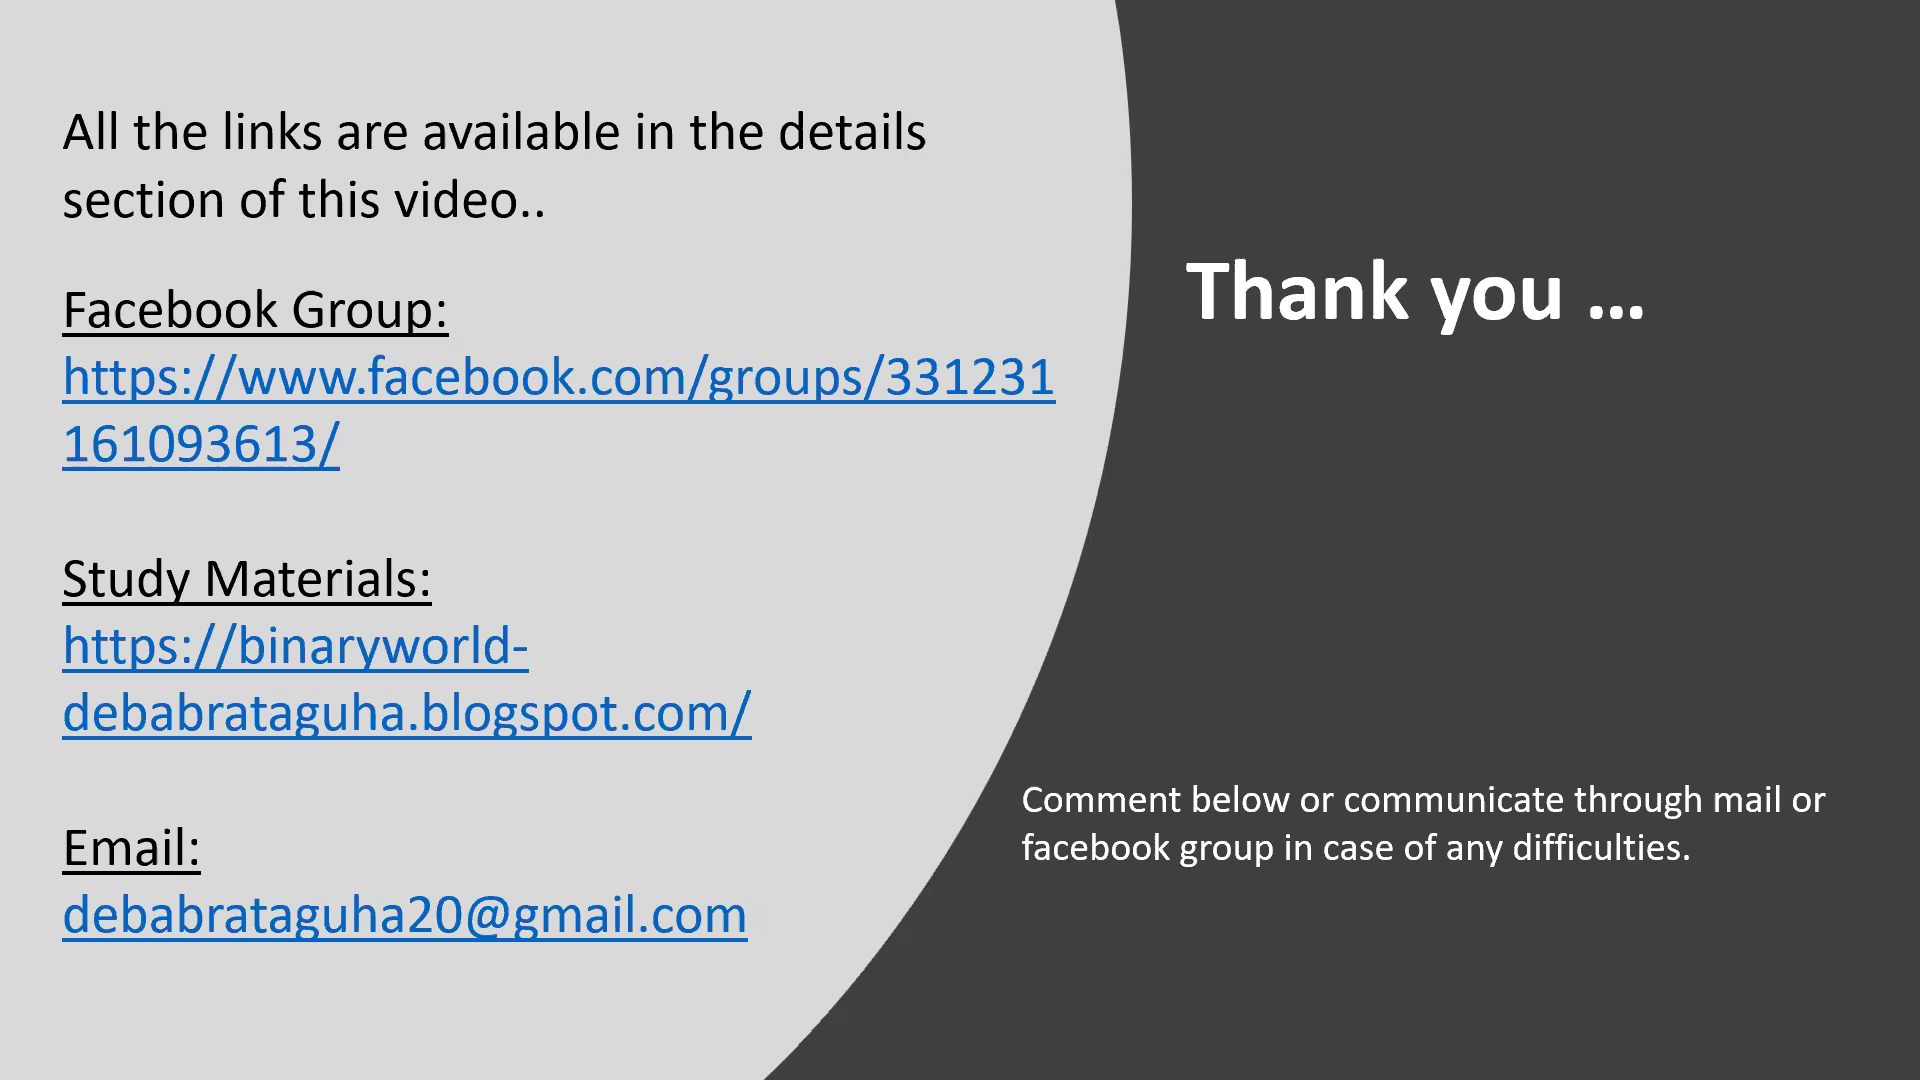 All the links are available in the details
section of this video..
Facebook Group:
https://www.facebook.com/groups/331231
161093613/
Study Materials:
https://binaryworld-
debabrataguha.blogspot.com/
Email:
debabrataguha20@gmail.com
Thank you ...
Comment below or communicate through mail or
facebook group in case of any difficulties.